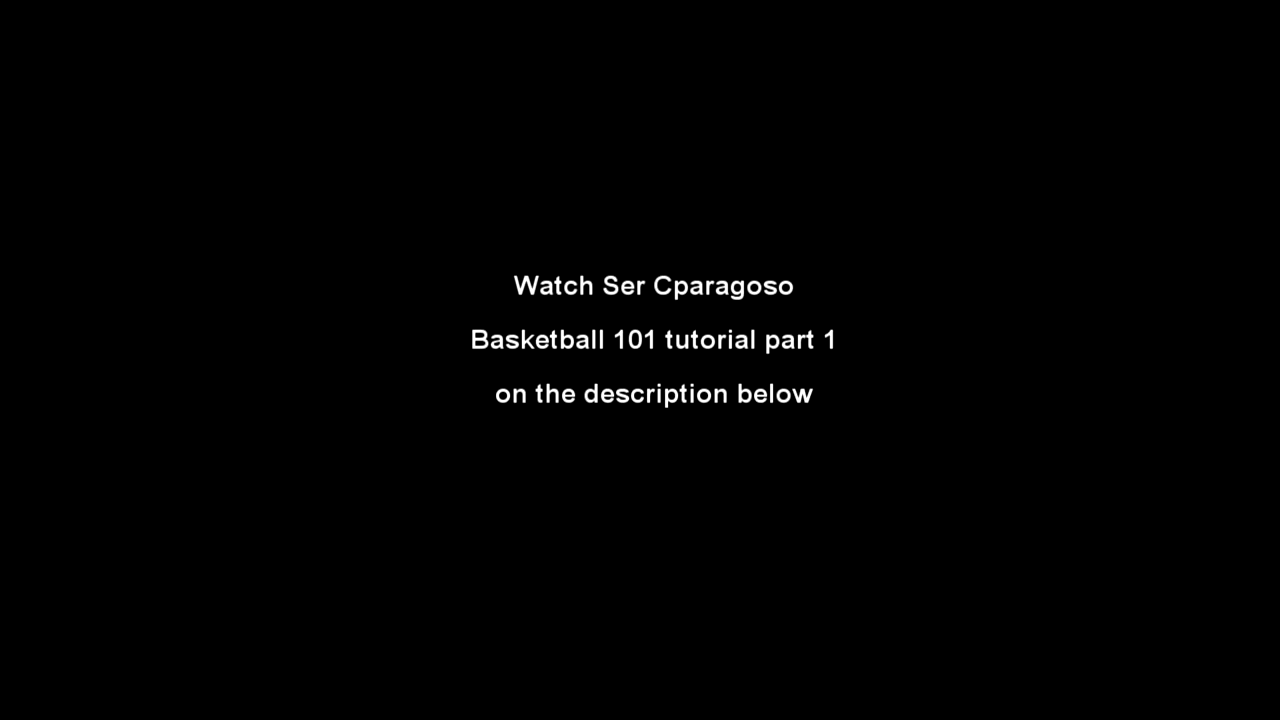 Watch Ser Cparagoso
Basketball 101 tutorial part 1
on the description below